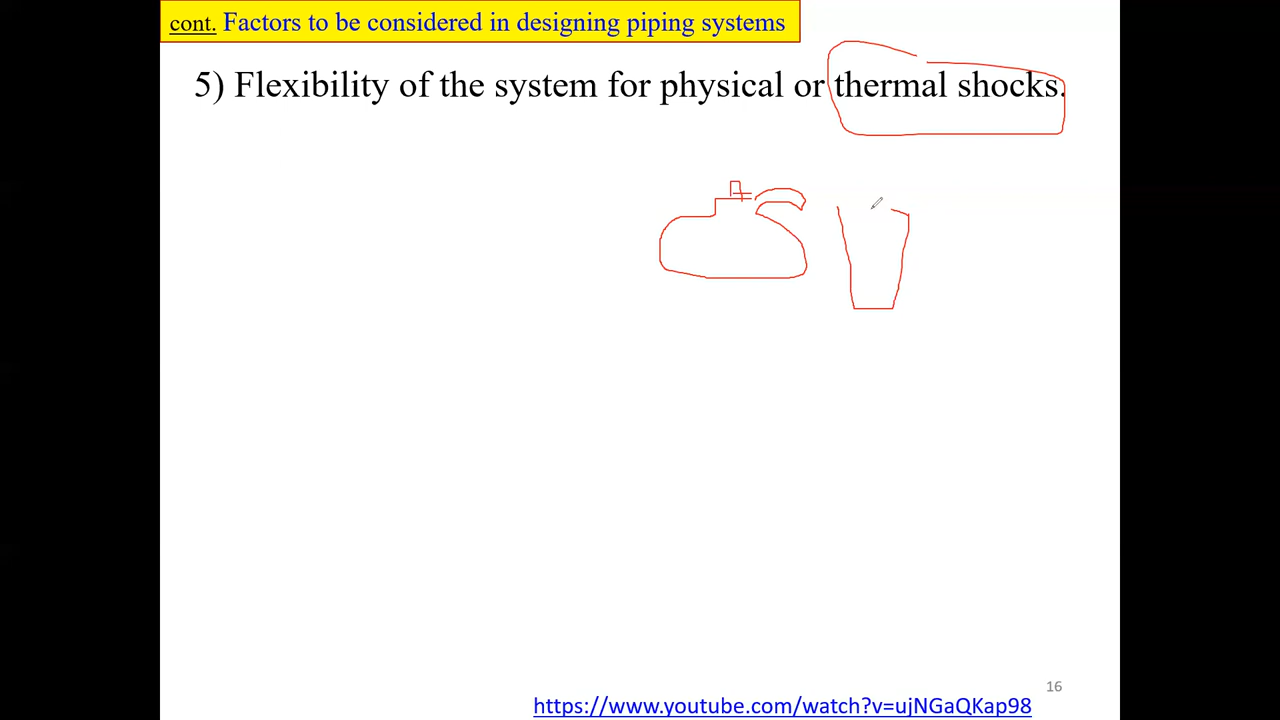 cont. Factors to be considered in designing piping systems
5) Flexibility of the system for physical or thermal shocks.
16
https://www.youtube.com/watch?v=ujNGaQKap98